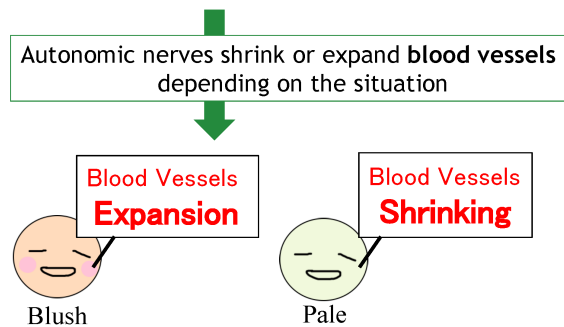 Autonomic nerves shrink or expand blood vessels
depending on the situation
Blood Vessels
Expansion
Blood Vessels
Shrinking
Blush
Pale